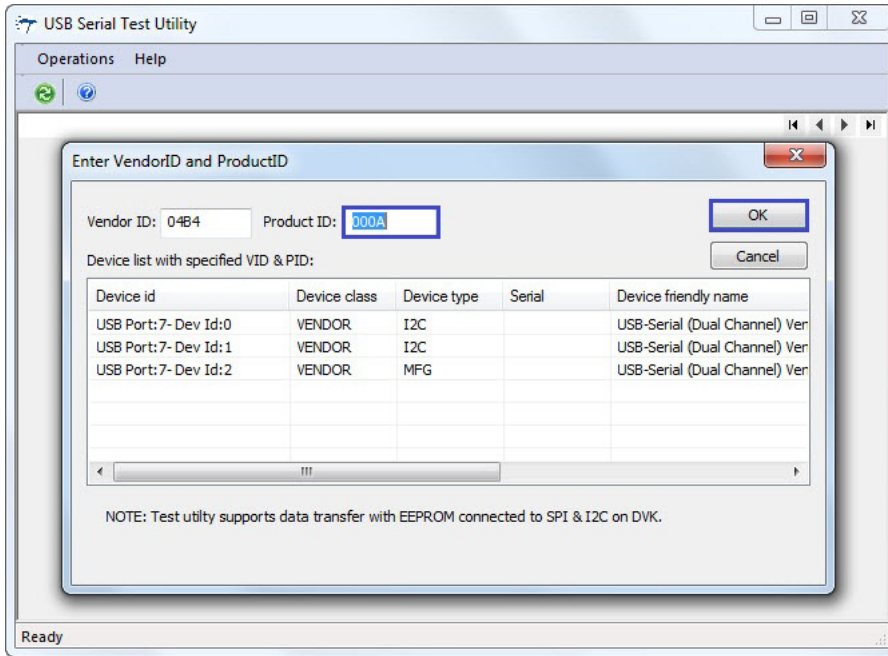 USB Serial Test Utility
Operations Help
Enter VendorID and ProductID
Vendor ID: 04B4 Product ID: 000A OK
Device list with specified VID & PID: Cancel
Device id Device class Device type Serial Device friendly name
USB Port:7- Dev Id:0 VENDOR I2C USB-Serial (Dual Channel) Ven
USB Port:7- Dev Id:1 VENDOR I2C USB-Serial (Dual Channel) Ven
USB Port:7- Dev Id:2 VENDOR MFG USB-Serial (Dual Channel) Ven
NOTE: Test utilty supports data transfer with EEPROM connected to SPI & I2C on DVK.
Ready